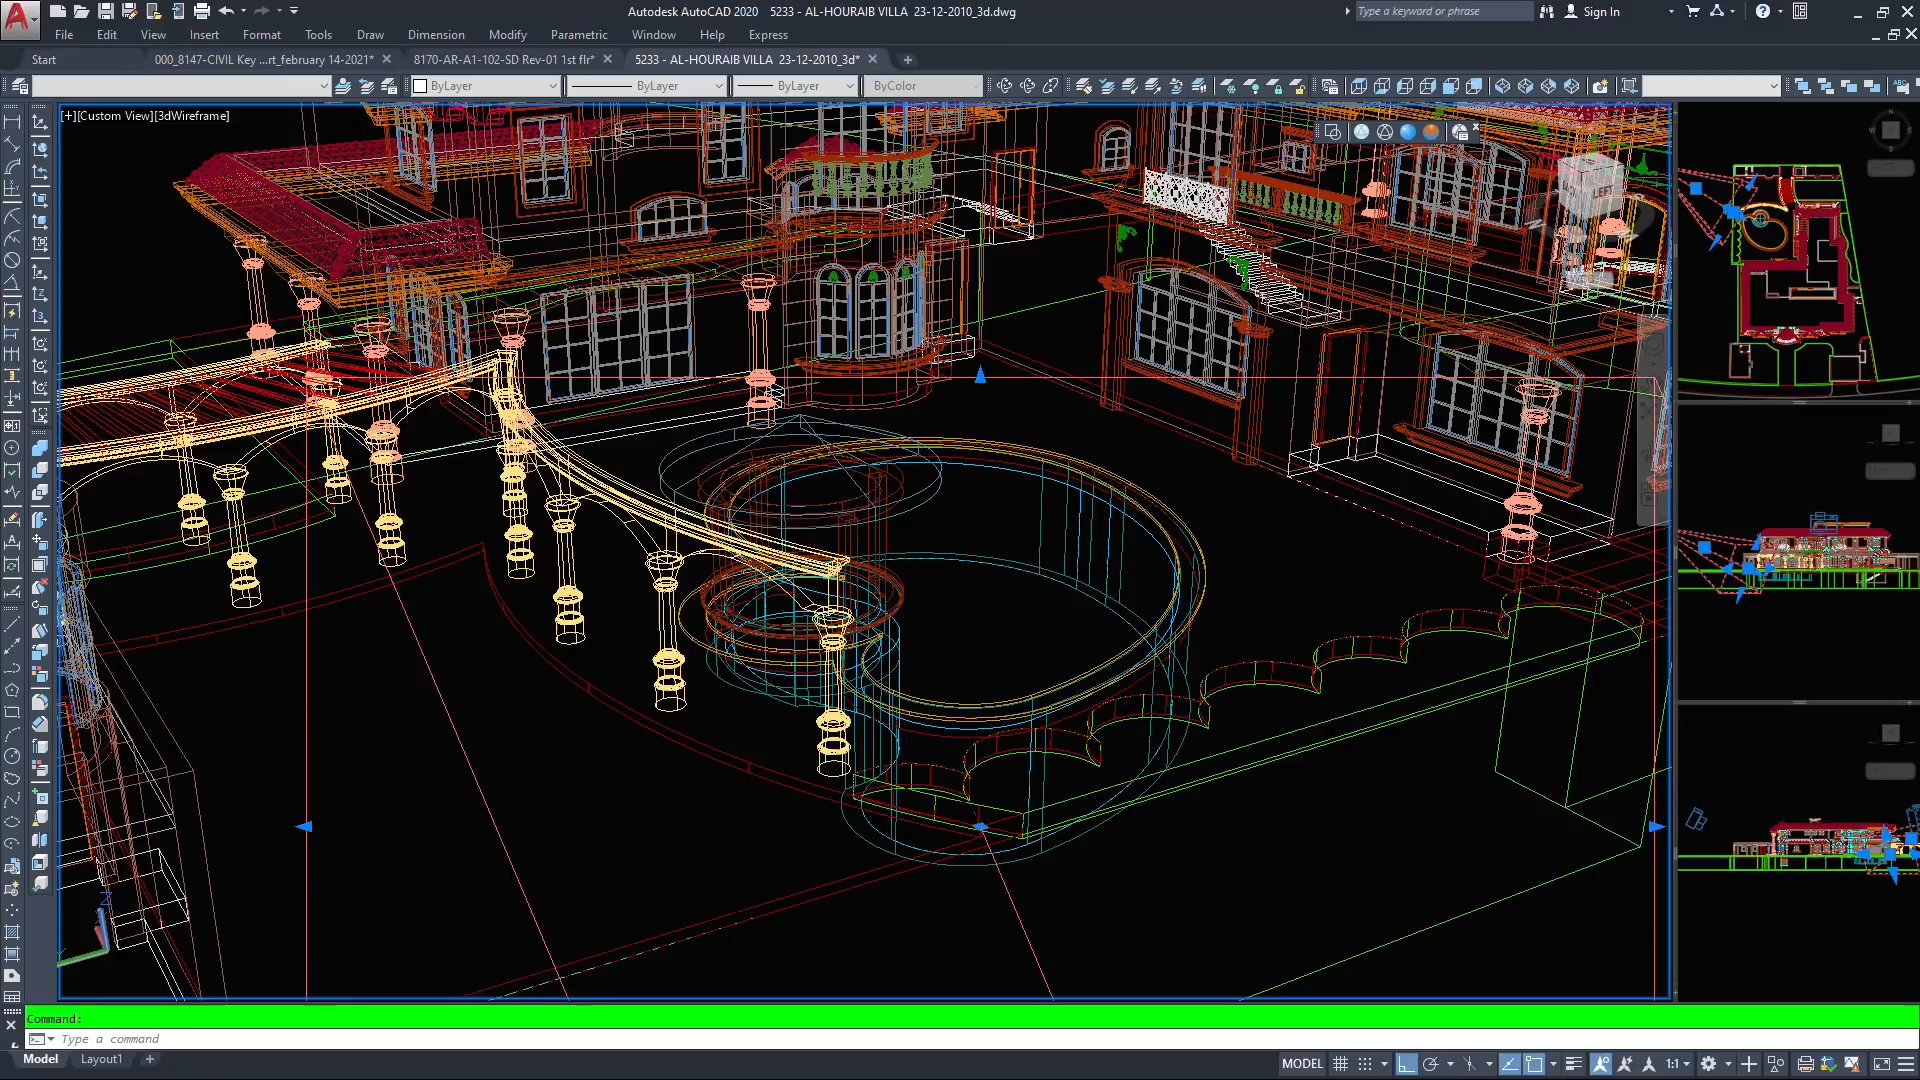 Autodesk AutoCAD 2020 5233 - AL-HOURAIB VILLA 23-12-2010_3d.dwg
Type a keyword or phrase
Sign In
File Edit View Insert Format Tools Draw Dimension Modify Parametric Window Help Express
Start
000_8147-CIVIL Key ...rt_february 14-2021*
8170-AR-A1-102-SD Rev-01 1st flr*
5233 - AL-HOURAIB VILLA 23-12-2010_3d*
ByLayer
ByLayer
ByLayer
ByColor
[+][Custom View][3dWireframe]
LEFT
N
W
E
S
Z
Command:
Type a command
Model
Layout1
MODEL
1:1